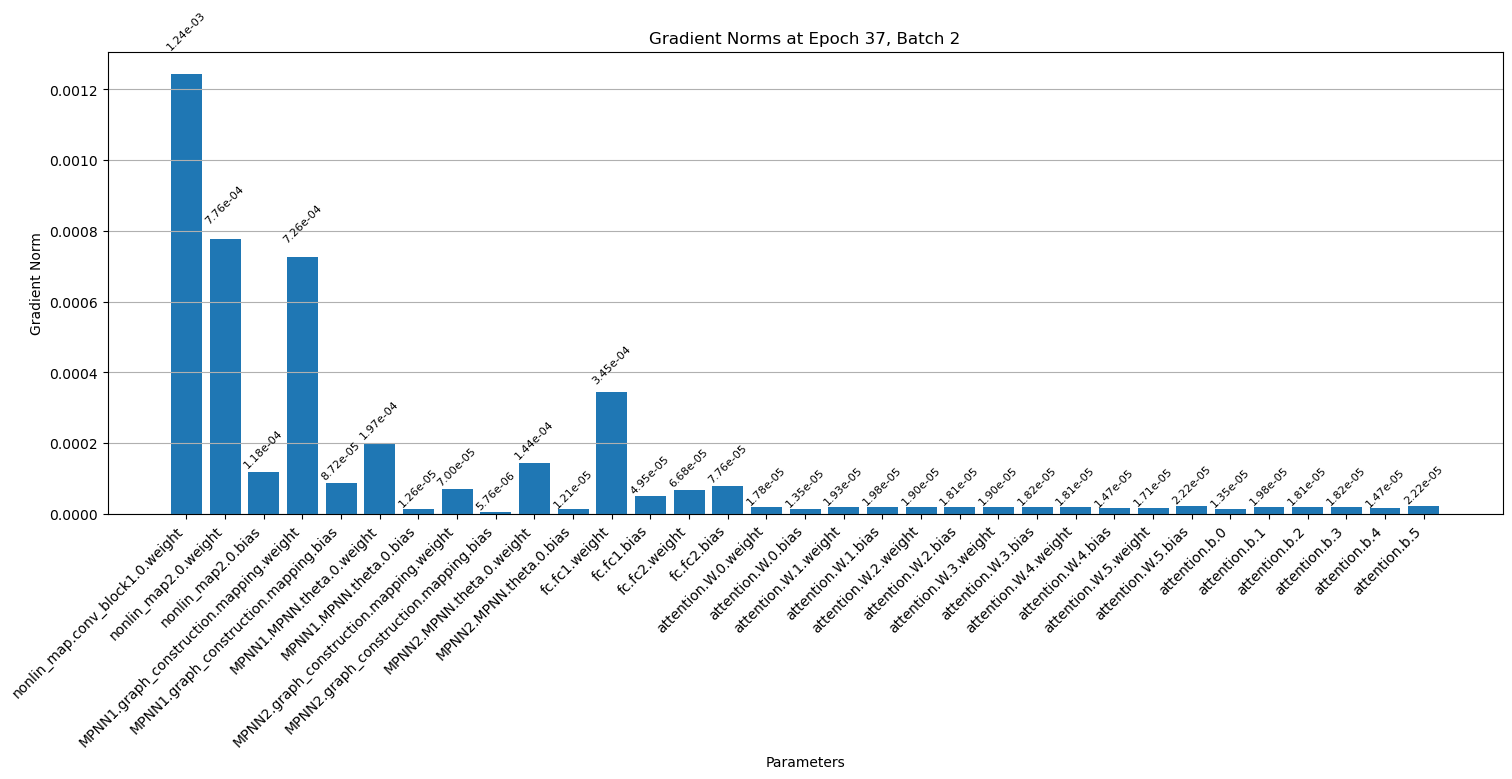 Gradient Norms at Epoch 37, Batch 2
Gradient Norm
0.0012
0.0010
0.0008
0.0006
0.0004
0.0002
0.0000
1.24e-03
7.76e-04
1.18e-04
7.26e-04
8.72e-05
1.97e-04
1.26e-05
7.00e-05
5.76e-06
1.44e-04
1.21e-05
3.45e-04
4.95e-05
6.68e-05
7.76e-05
1.78e-05
1.35e-05
1.93e-05
1.98e-05
1.90e-05
1.81e-05
1.90e-05
1.82e-05
1.81e-05
1.47e-05
1.71e-05
2.22e-05
1.35e-05
1.98e-05
1.81e-05
1.82e-05
1.47e-05
2.22e-05
nonlin_map.conv_block1.0.weight
nonlin_map2.0.weight
nonlin_map2.0.bias
MPNN1.graph_construction.mapping.weight
MPNN1.graph_construction.mapping.bias
MPNN1.MPNN.theta.0.weight
MPNN1.MPNN.theta.0.bias
MPNN2.graph_construction.mapping.weight
MPNN2.graph_construction.mapping.bias
MPNN2.MPNN.theta.0.weight
MPNN2.MPNN.theta.0.bias
fc.fc1.weight
fc.fc1.bias
fc.fc2.weight
fc.fc2.bias
attention.W.0.weight
attention.W.0.bias
attention.W.1.weight
attention.W.1.bias
attention.W.2.weight
attention.W.2.bias
attention.W.3.weight
attention.W.3.bias
attention.W.4.weight
attention.W.4.bias
attention.W.5.weight
attention.W.5.bias
attention.b.0
attention.b.1
attention.b.2
attention.b.3
attention.b.4
attention.b.5
Parameters